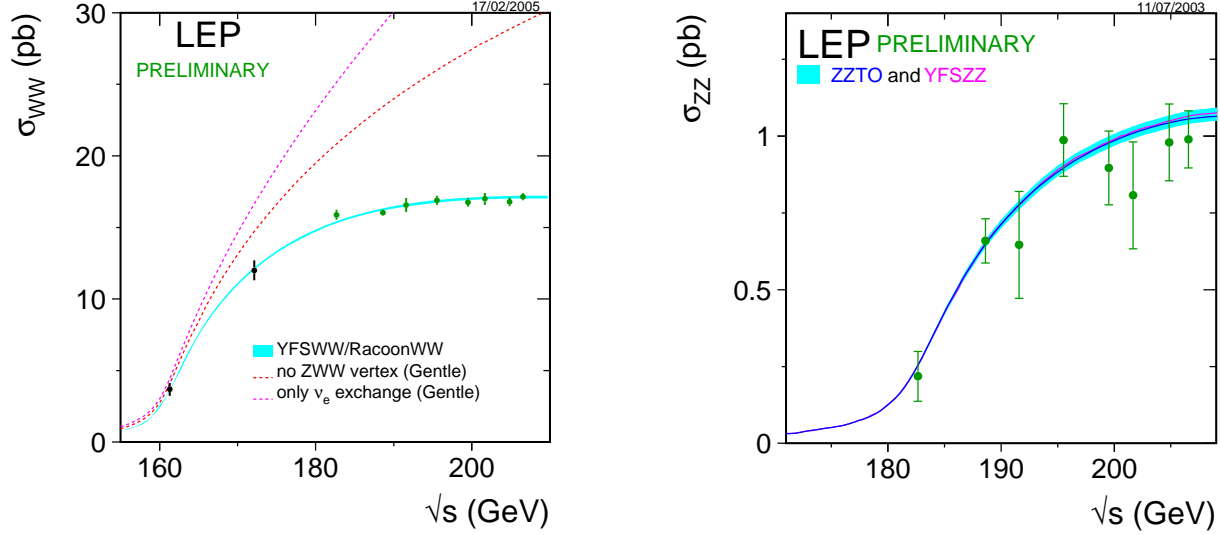 17/02/2005
LEP
PRELIMINARY
σWW (pb)
30
20
10
0
YFSWW/RacoonWW
no ZWW vertex (Gentle)
only νe exchange (Gentle)
160
180
200
√s (GeV)
11/07/2003
LEP PRELIMINARY
ZZTO and YFSZZ
σZZ (pb)
1
0.5
0
180
190
200
√s (GeV)